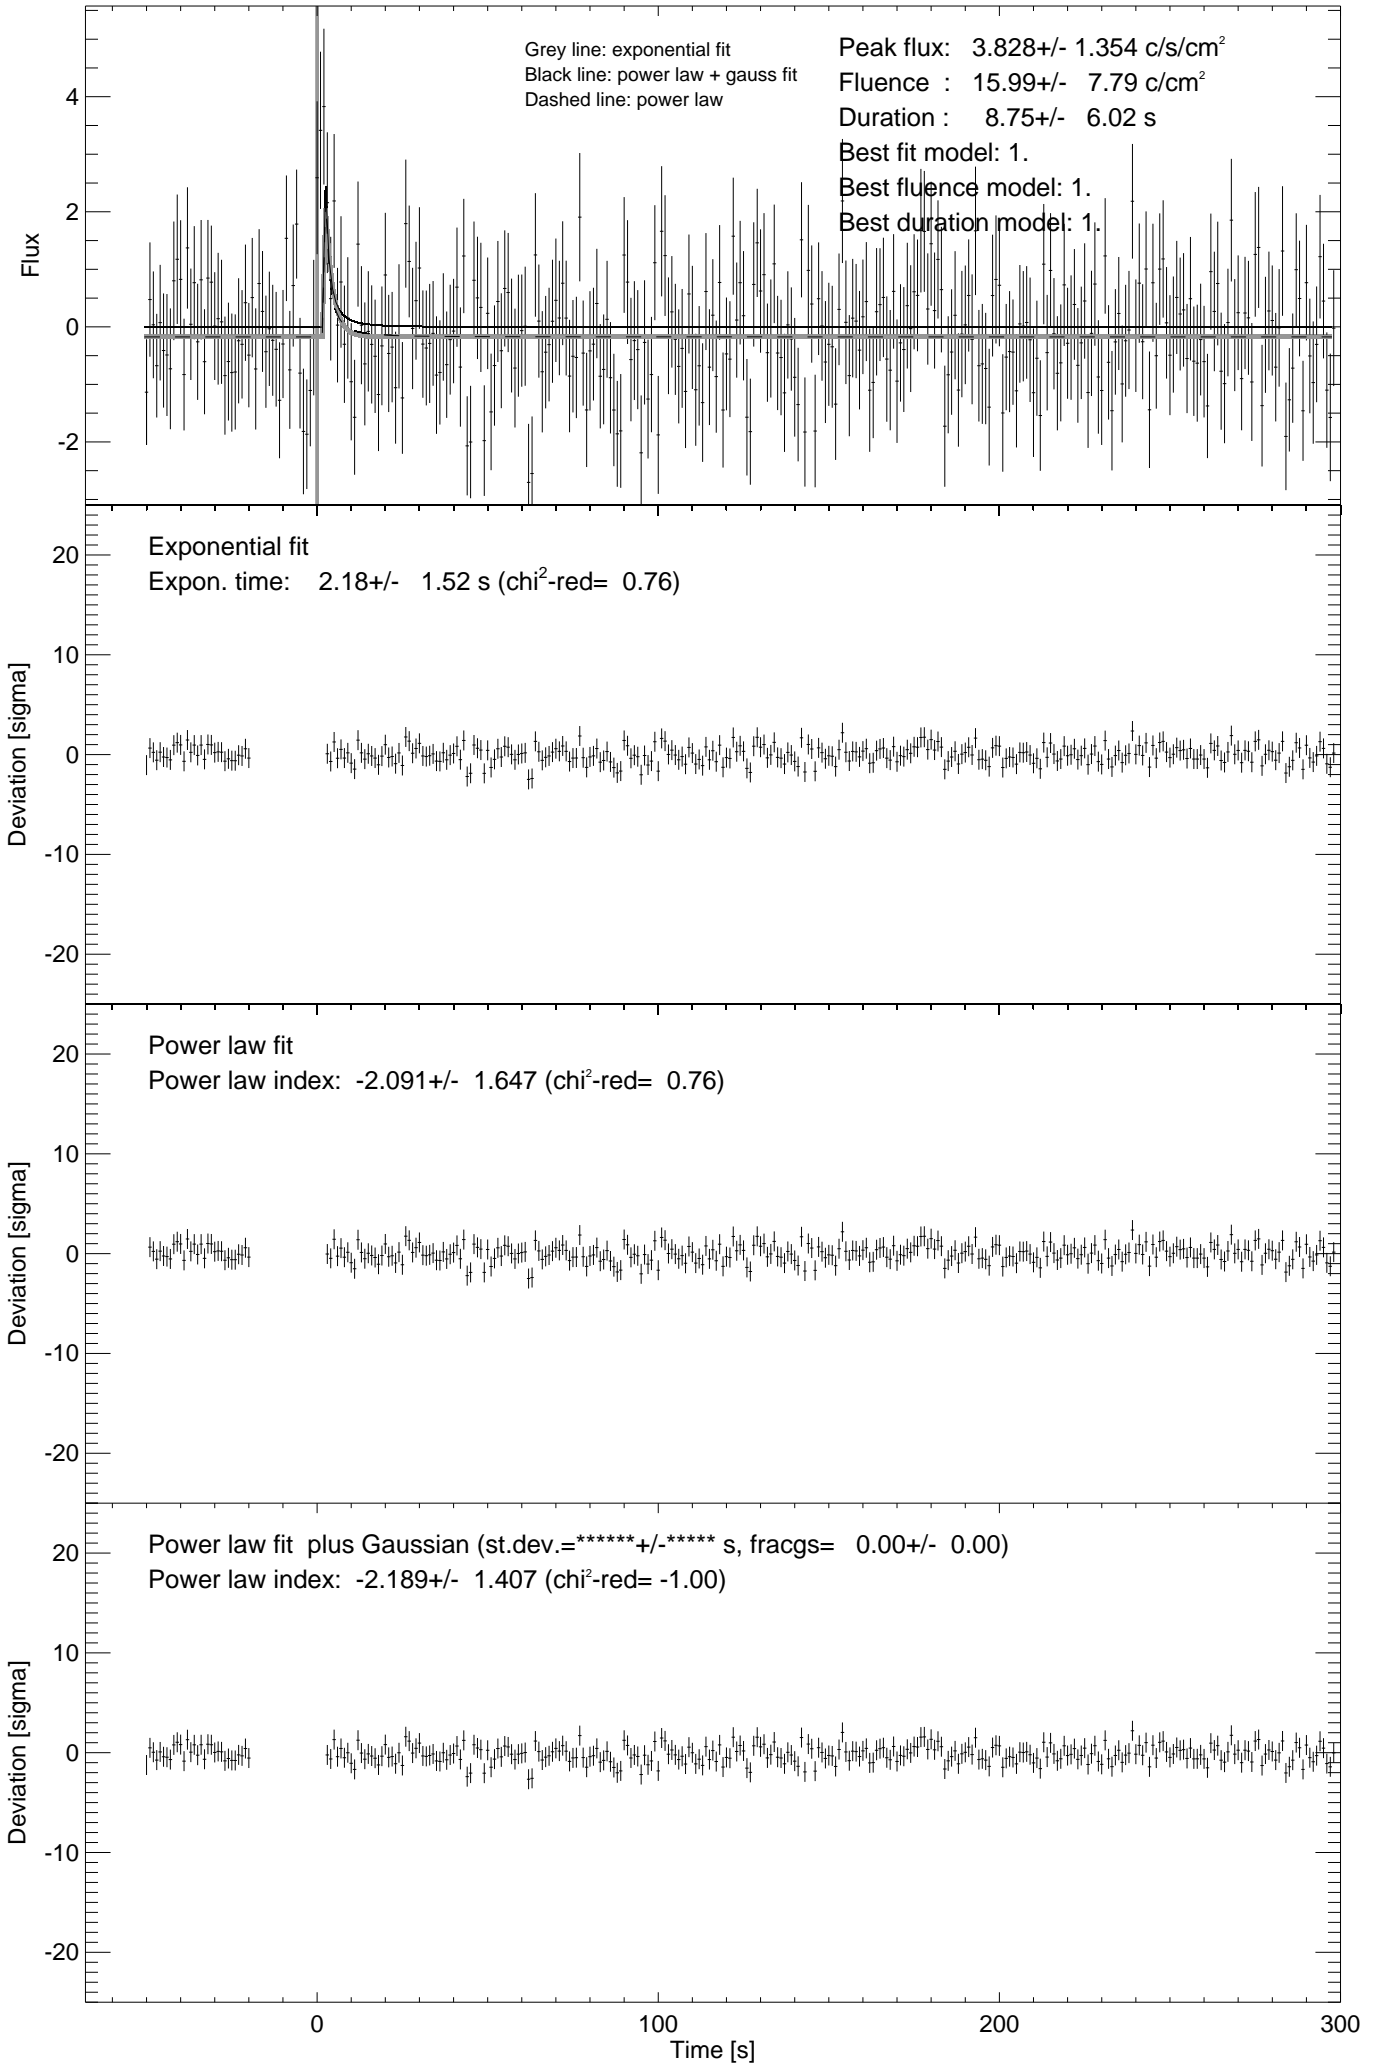 Grey line: exponential fit
Black line: power law + gauss fit
Dashed line: power law
Peak flux: 3.828+/- 1.354 c/s/cm²
Fluence : 15.99+/- 7.79 c/cm²
Duration : 8.75+/- 6.02 s
Best fit model: 1.
Best fluence model: 1.
Best duration model: 1.
4
2
0
-2
Flux
Exponential fit
Expon. time: 2.18+/- 1.52 s (chi²-red= 0.76)
20
10
0
-10
-20
Deviation [sigma]
Power law fit
Power law index: -2.091+/- 1.647 (chi²-red= 0.76)
20
10
0
-10
-20
Deviation [sigma]
Power law fit plus Gaussian (st.dev.=******+/-***** s, fracgs= 0.00+/- 0.00)
Power law index: -2.189+/- 1.407 (chi²-red= -1.00)
20
10
0
-10
-20
Deviation [sigma]
0 100 200 300
Time [s]